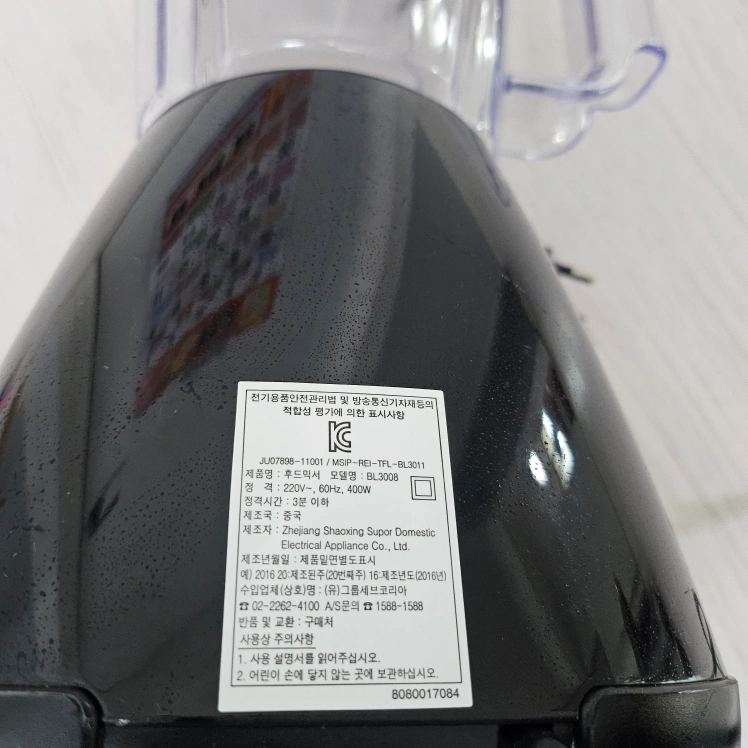 전기용품안전관리법 및 방송통신기자재등의
적합성 평가에 의한 표시사항
JU07898-11001 / MSIP-REI-TFL-BL3011
제품명 : 후드믹서 모델명 : BL3008
정 격 : 220V~, 60Hz, 400W
정격시간 : 3분 이하
제조국 : 중국
제조자 : Zhejiang Shaoxing Supor Domestic
Electrical Appliance Co., Ltd.
제조년월일 : 제품밑면별도표시
예) 2016 20:제조된주(20번째주) 16:제조년도(2016년)
수입업체(상호)명 : (유)그룹세브코리아
☎ 02-2262-4100 A/S문의 ☎ 1588-1588
반품 및 교환 : 구매처
사용상 주의사항
1. 사용 설명서를 읽어주십시오.
2. 어린이 손에 닿지 않는 곳에 보관하십시오.
8080017084